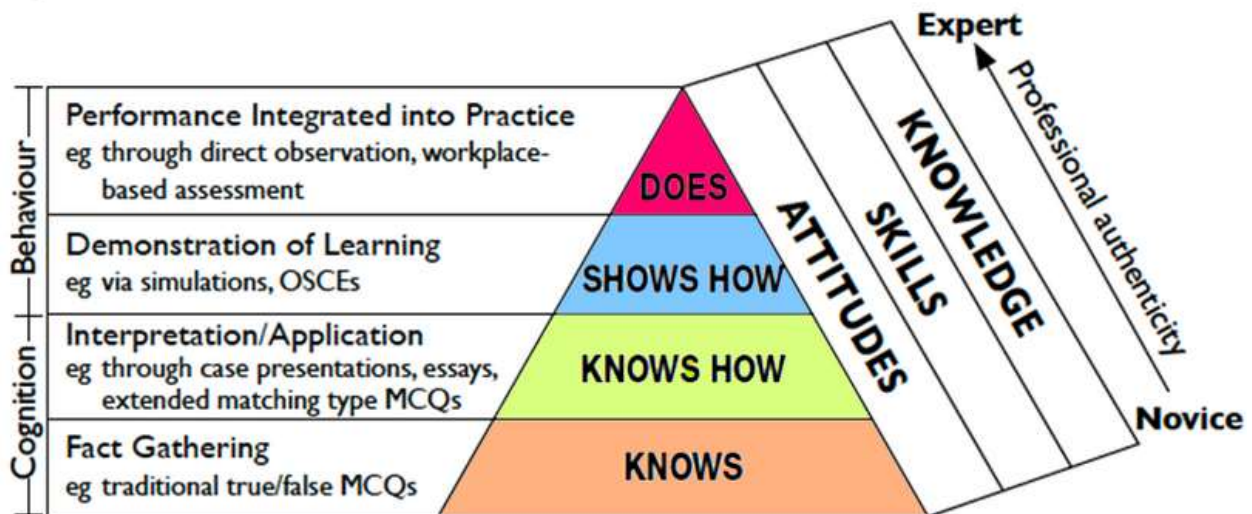 Expert
Professional authenticity
Novice
KNOWLEDGE
SKILLS
ATTITUDES
Behaviour
Cognition
Performance Integrated into Practice
eg through direct observation, workplace-
based assessment
DOES
Demonstration of Learning
eg via simulations, OSCEs
SHOWS HOW
Interpretation/Application
eg through case presentations, essays,
extended matching type MCQs
KNOWS HOW
Fact Gathering
eg traditional true/false MCQs
KNOWS